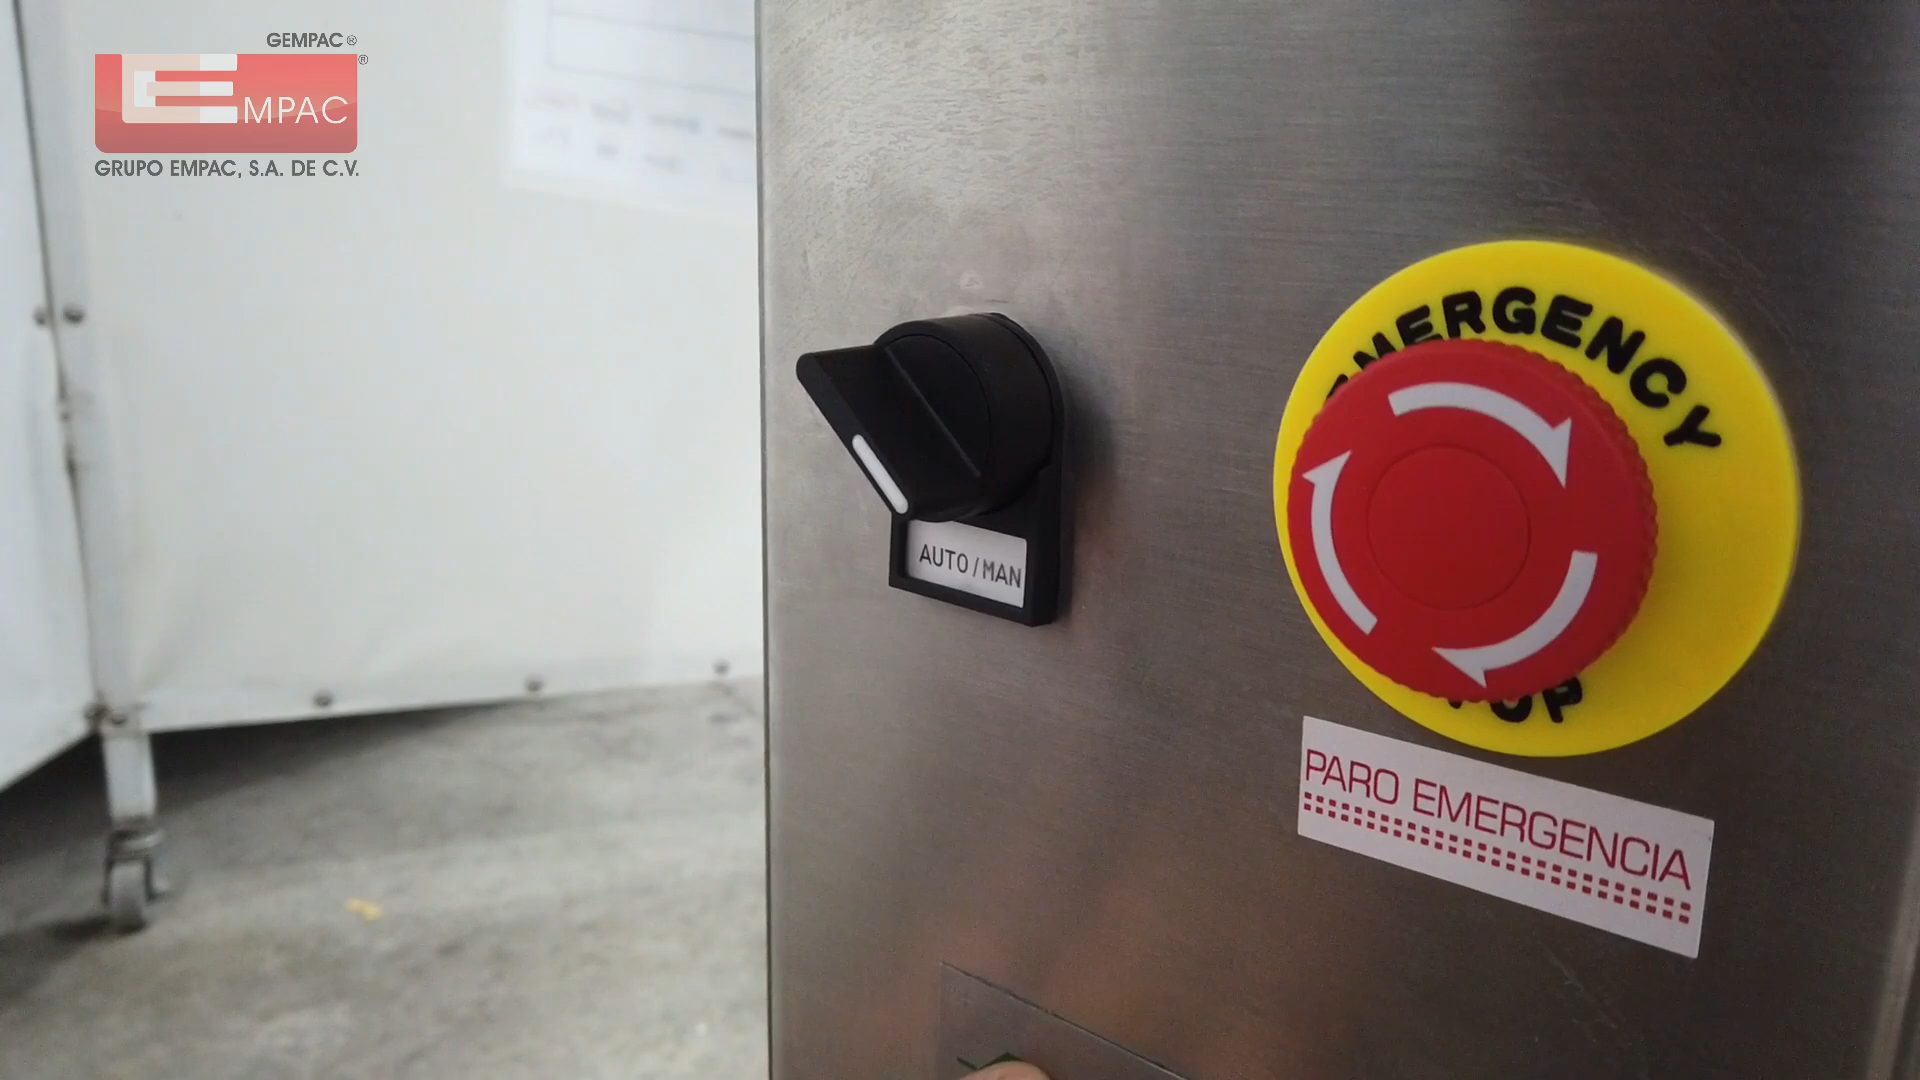 GEMPAC®
EMPAC®
GRUPO EMPAC, S.A. DE C.V.
AUTO / MAN
EMERGENCY
PARO EMERGENCIA